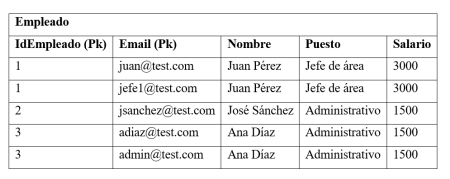 Empleado
IdEmpleado (Pk) Email (Pk) Nombre Puesto Salario
1 juan@test.com Juan Pérez Jefe de área 3000
1 jefe1@test.com Juan Pérez Jefe de área 3000
2 jsanchez@test.com José Sánchez Administrativo 1500
3 adiaz@test.com Ana Díaz Administrativo 1500
3 admin@test.com Ana Díaz Administrativo 1500